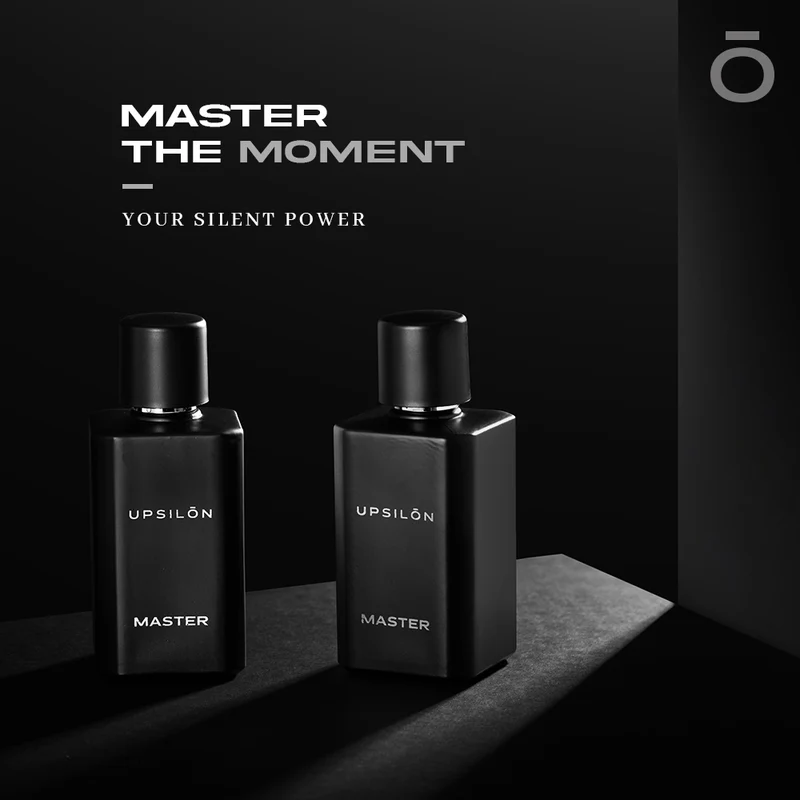 Ō
MASTER
THE MOMENT
YOUR SILENT POWER
UPSILŌN
MASTER
UPSILŌN
MASTER